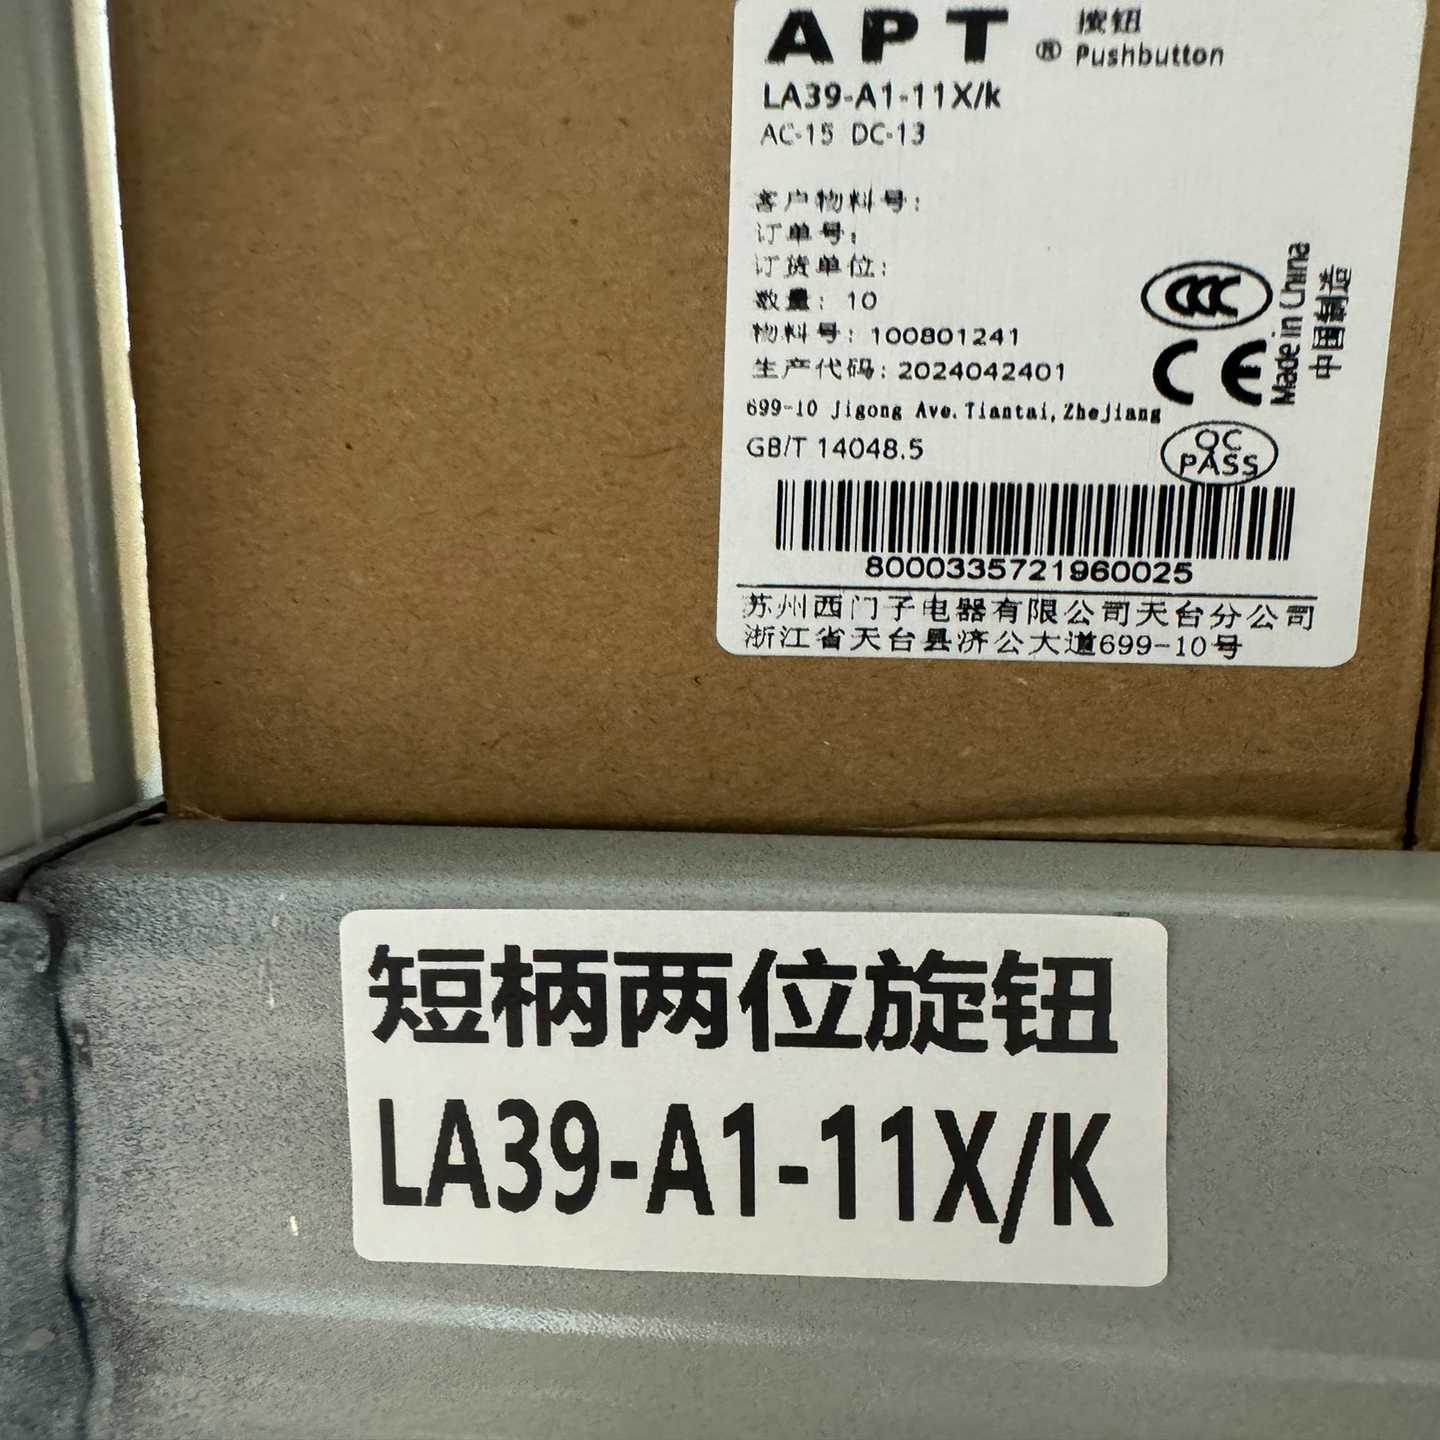 APT ® 按钮
Pushbutton
LA39-A1-11X/k
AC-15 DC-13
客户物料号:
订单号:
订货单位:
数量: 10
物料号: 100801241
生产代码: 2024042401
699-10 Jigong Ave. Tiantai, Zhejiang
GB/T 14048.5
CCC
CE
Made in China
中国制造
QC
PASS
8000335721960025
苏州西门子电器有限公司天台分公司
浙江省天台县济公大道699-10号
短柄两位旋钮
LA39-A1-11X/K